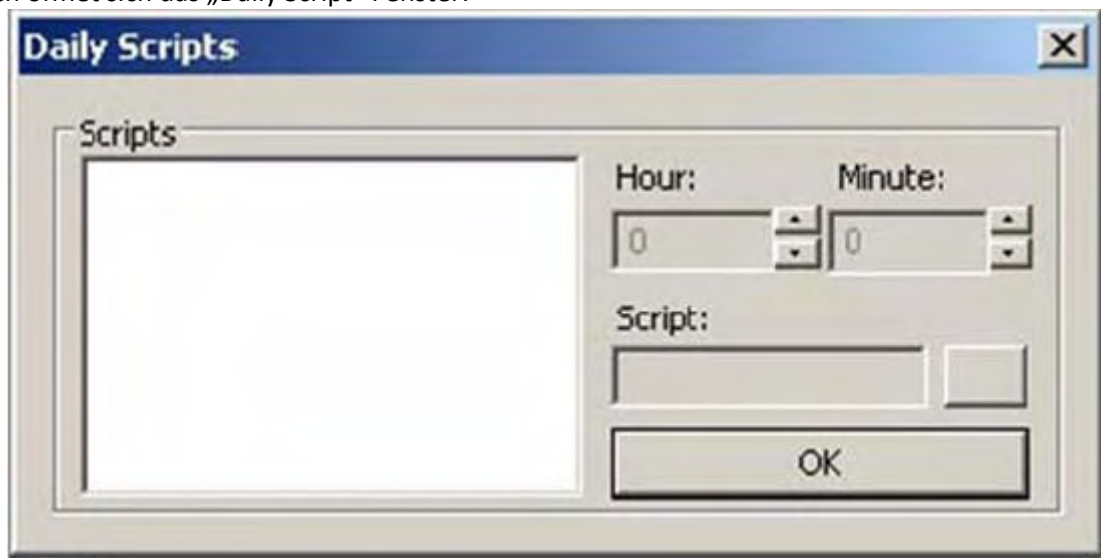 öffnet sich das „Daily Script“ Fenster:
Daily Scripts
Scripts
Hour: Minute:
0 0
Script:
OK